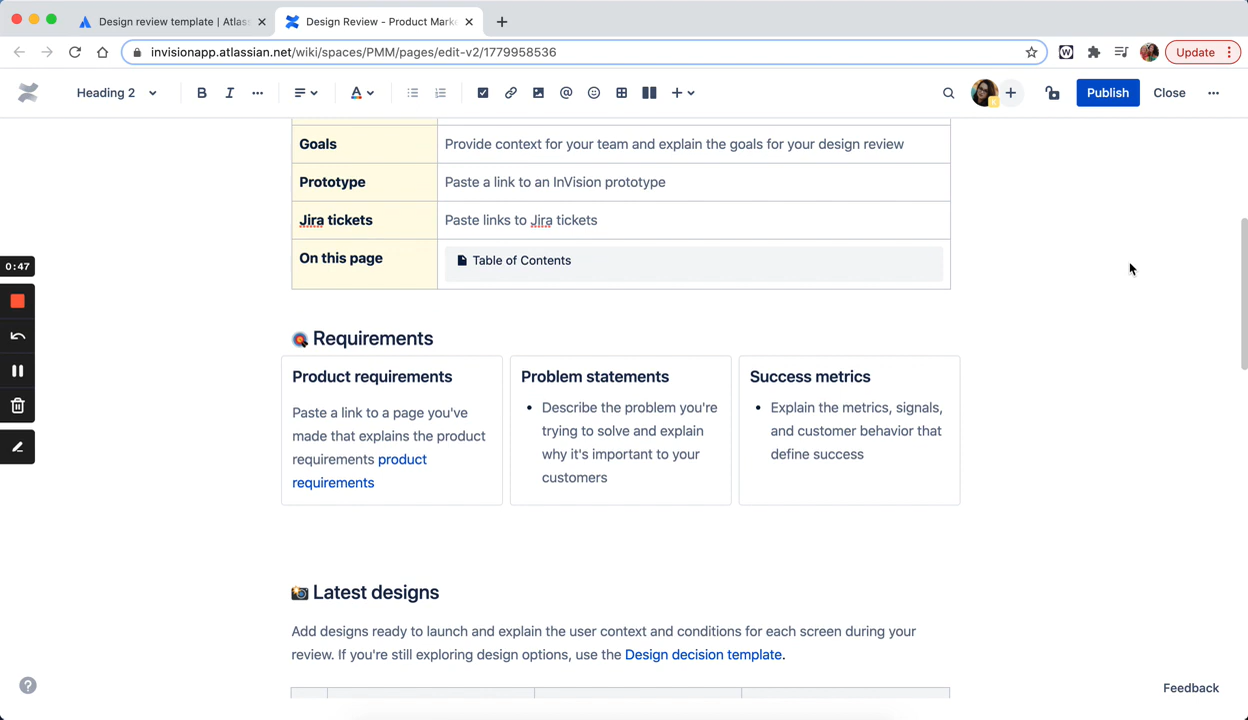 Design review template | Atlass
Design Review - Product Marke
invisionapp.atlassian.net/wiki/spaces/PMM/pages/edit-v2/1779958536
Update
Heading 2
B
I
A
Publish
Close
Goals
Provide context for your team and explain the goals for your design review
Prototype
Paste a link to an InVision prototype
Jira tickets
Paste links to Jira tickets
On this page
Table of Contents
0:47
Requirements
Product requirements
Paste a link to a page you've
made that explains the product
requirements product
requirements
Problem statements
Describe the problem you're
trying to solve and explain
why it's important to your
customers
Success metrics
Explain the metrics, signals,
and customer behavior that
define success
Latest designs
Add designs ready to launch and explain the user context and conditions for each screen during your
review. If you're still exploring design options, use the Design decision template.
Feedback